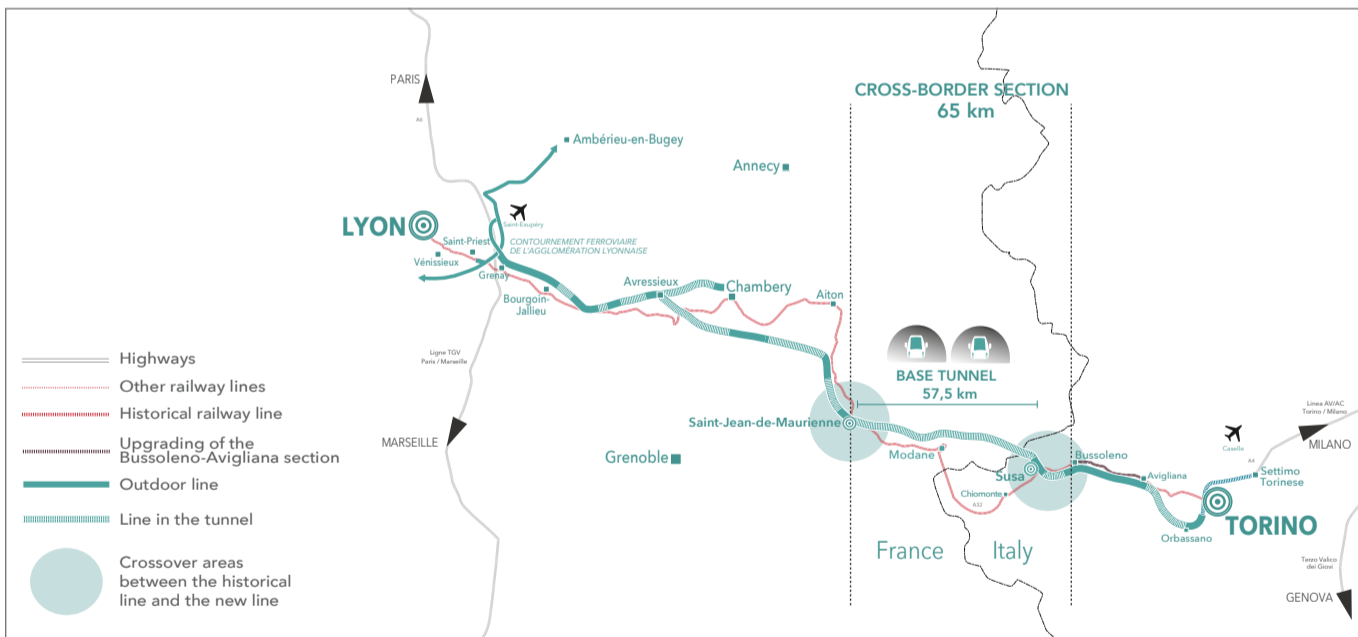 PARIS
A6
CROSS-BORDER SECTION
65 km
Ambérieu-en-Bugey
Annecy
LYON
Saint-Exupéry
Saint-Priest
CONTOURNEMENT FERROVIAIRE
DE L'AGGLOMÉRATION LYONNAISE
Vénissieux
Grenay
Avressieux
Chambery
Aiton
Bourgoin-
Jallieu
Ligne TGV
Paris / Marseille
Highways
Other railway lines
Historical railway line
Upgrading of the
Bussoleno-Avigliana section
Outdoor line
Line in the tunnel
Crossover areas
between the historical
line and the new line
BASE TUNNEL
57,5 km
MARSEILLE
Saint-Jean-de-Maurienne
Grenoble
Modane
Susa
Chiomonte
A32
Bussoleno
Avigliana
Linea AV/AC
Torino / Milano
MILANO
Caselle
A4
Settimo
Torinese
TORINO
Orbassano
France
Italy
Terzo Valico
dei Giovi
GENOVA